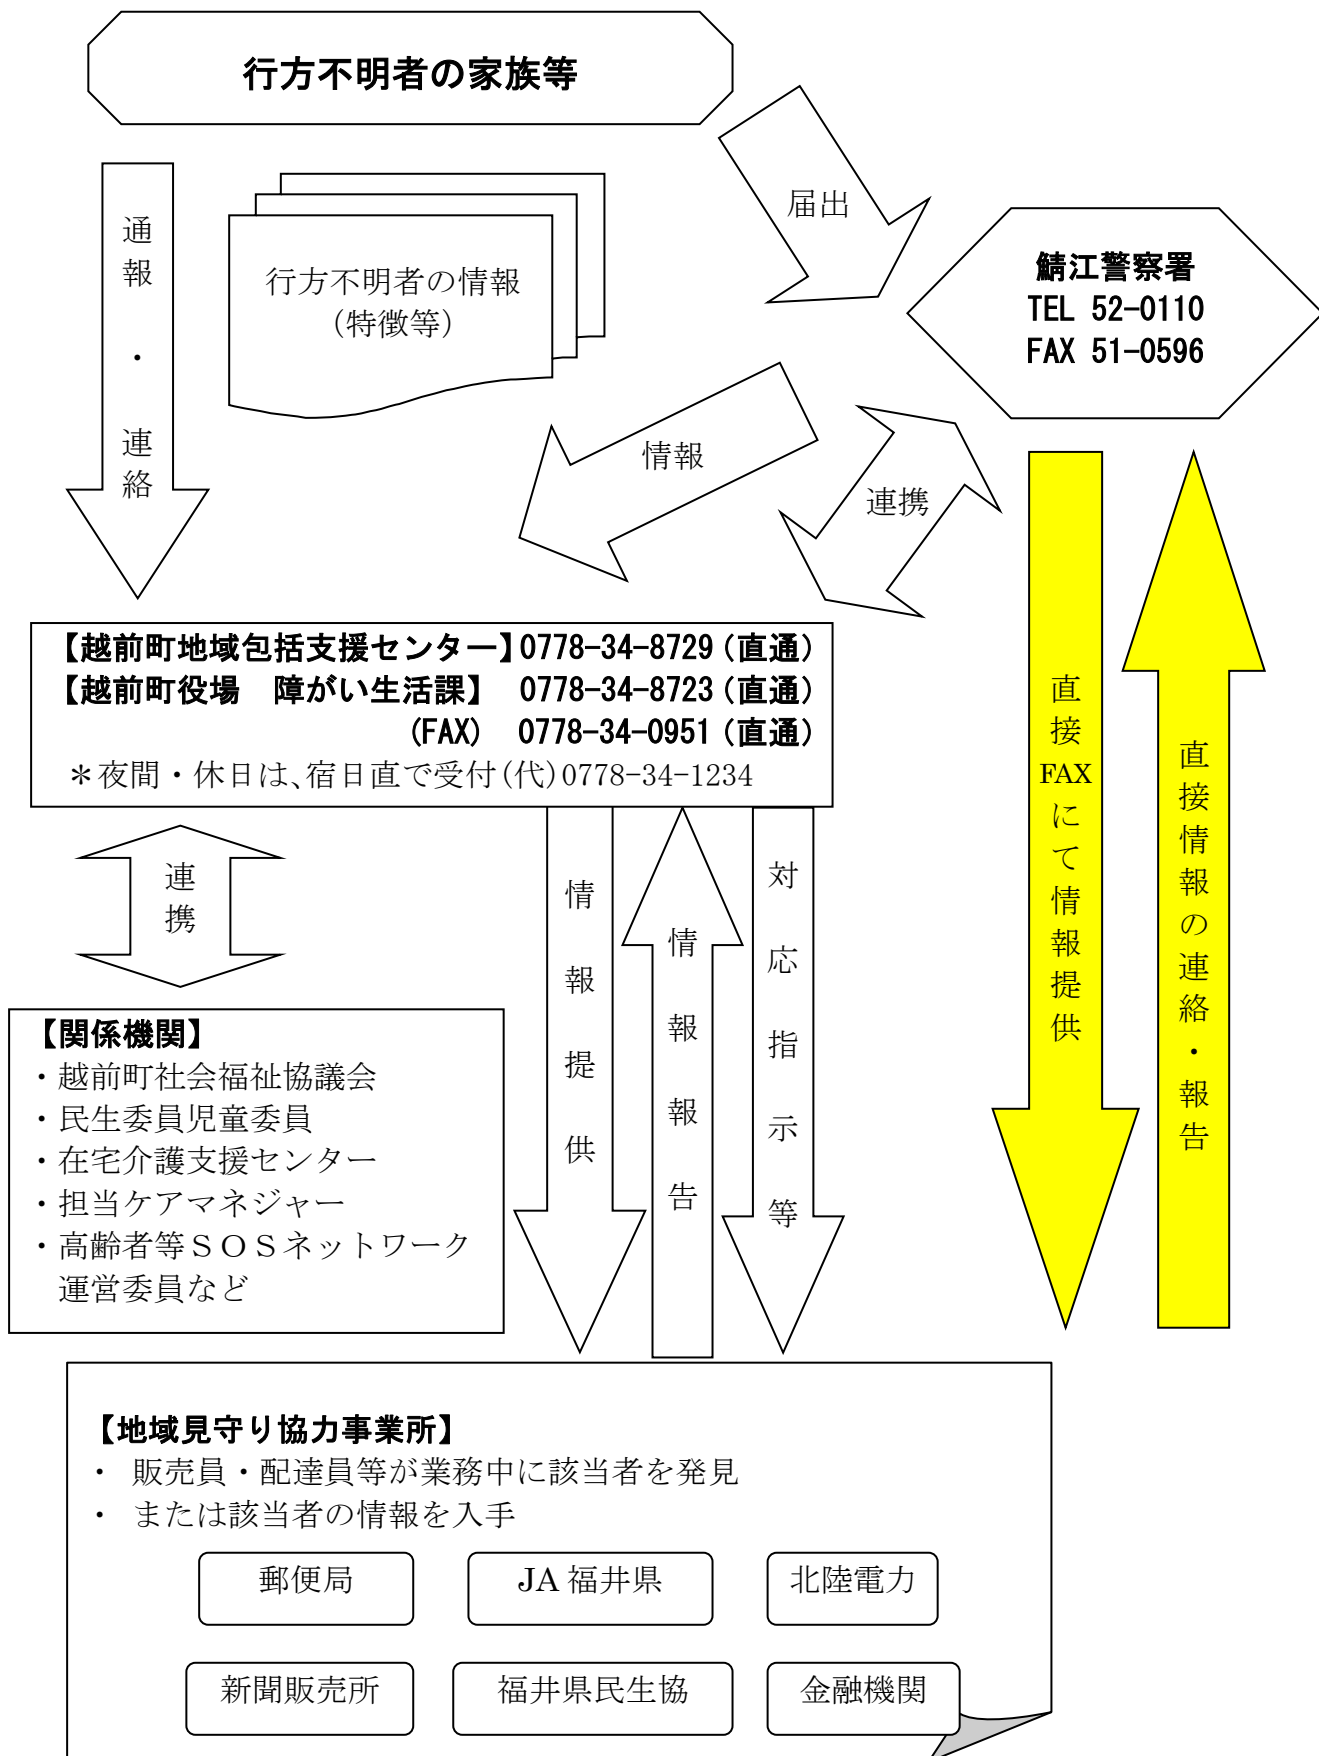 行方不明者の家族等
届出
通報・連絡
行方不明者の情報
（特徴等）
鯖江警察署
TEL 52-0110
FAX 51-0596
情報
連携
【越前町地域包括支援センター】0778-34-8729（直通）
【越前町役場　障がい生活課】　0778-34-8723（直通）
(FAX)　0778-34-0951（直通）
＊夜間・休日は、宿日直で受付(代)0778-34-1234
直接FAXにて情報提供
直接情報の連絡・報告
連携
情報提供
情報報告
対応指示等
【関係機関】
・越前町社会福祉協議会
・民生委員児童委員
・在宅介護支援センター
・担当ケアマネジャー
・高齢者等ＳＯＳネットワーク
運営委員など
【地域見守り協力事業所】
・ 販売員・配達員等が業務中に該当者を発見
・ または該当者の情報を入手
郵便局
JA福井県
北陸電力
新聞販売所
福井県民生協
金融機関